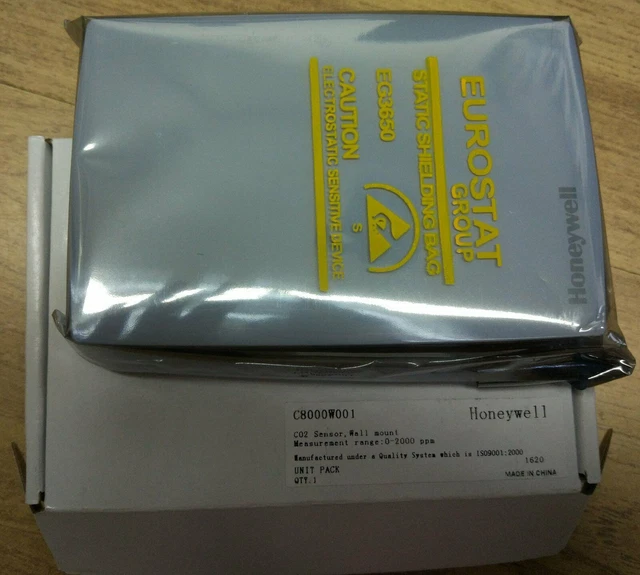 EUROSTAT
GROUP
STATIC SHIELDING BAG
EC3650
S
CAUTION
ELECTROSTATIC SENSITIVE DEVICE
Honeywell
C8000W001
Honeywell
CO2 Sensor,Wall mount
Measurement range:0-2000 ppm
Manufactured under a Quality System which is ISO9001:2000
1620
UNIT PACK
MADE IN CHINA
QTY.1